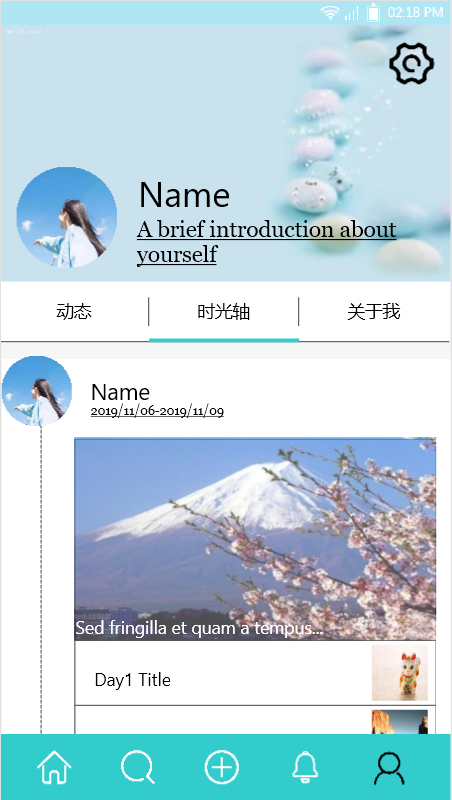 02:18 PM
Name
A brief introduction about
yourself
动态 时光轴 关于我
Name
2019/11/06-2019/11/09
Sed fringilla et quam a tempus...
Day1 Title